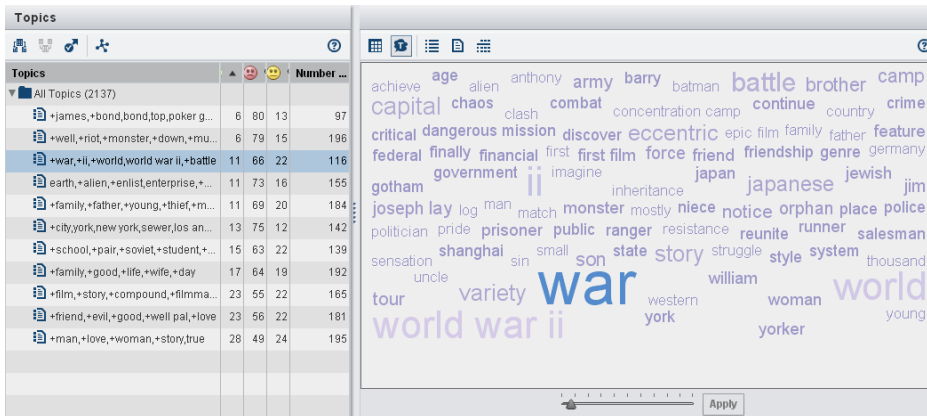 Topics
Topics Number ...
All Topics (2137)
+james,+bond,bond,top,poker g... 6 80 13 97
+well,+riot,+monster,+down,+mu... 6 79 15 196
+war,+ii,+world,world war ii,+battle 11 66 22 116
earth,+alien,+enlist,enterprise,+... 11 73 16 155
+family,+father,+young,+thief,+m... 11 69 20 184
+city,york,new york,sewer,los an... 13 75 12 142
+school,+pair,+soviet,+student,+... 15 63 22 139
+family,+good,+life,+wife,+day 17 64 19 192
+film,+story,+compound,+filmma... 23 55 22 165
+friend,+evil,+good,+well pal,+love 23 56 22 181
+man,+love,+woman,+story,true 28 49 24 195
achieve age alien anthony army barry batman battle brother camp
capital chaos clash combat concentration camp continue country crime
critical dangerous mission discover eccentric epic film family father feature
federal finally financial first first film force friend friendship genre germany
gotham government ii imagine inheritance japan japanese jewish jim
joseph lay log man match monster mostly niece notice orphan place police
politician pride prisoner public ranger resistance reunite runner salesman
sensation shanghai sin small son state story struggle style system thousand
tour uncle variety war western william woman world
world war ii york yorker young
Apply